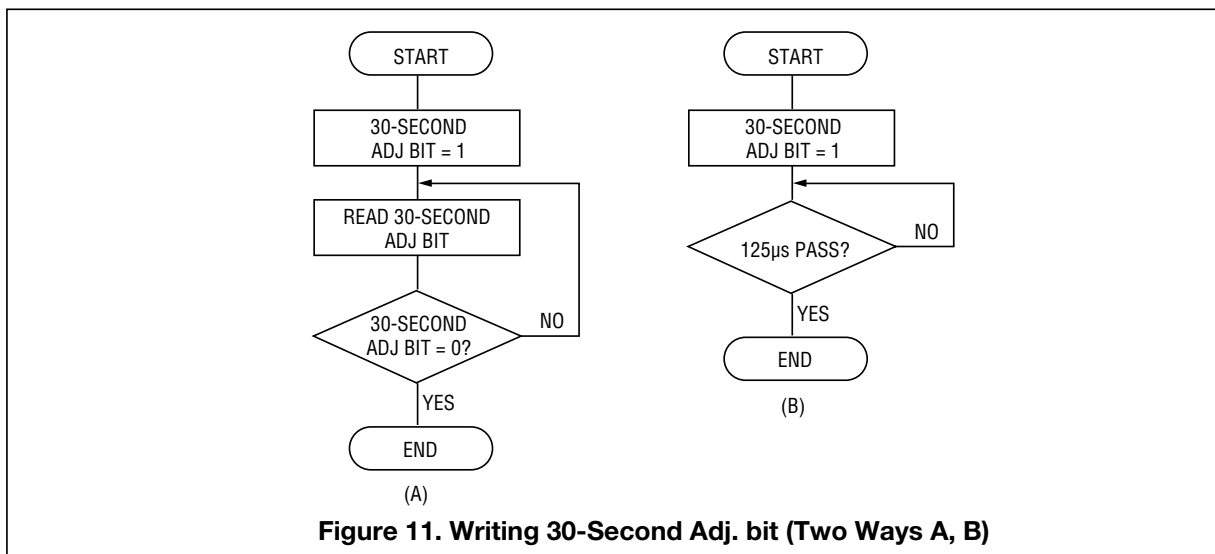 START
30-SECOND
ADJ BIT = 1
READ 30-SECOND
ADJ BIT
30-SECOND
ADJ BIT = 0?
NO
YES
END
(A)
START
30-SECOND
ADJ BIT = 1
125µs PASS?
NO
YES
END
(B)
Figure 11. Writing 30-Second Adj. bit (Two Ways A, B)